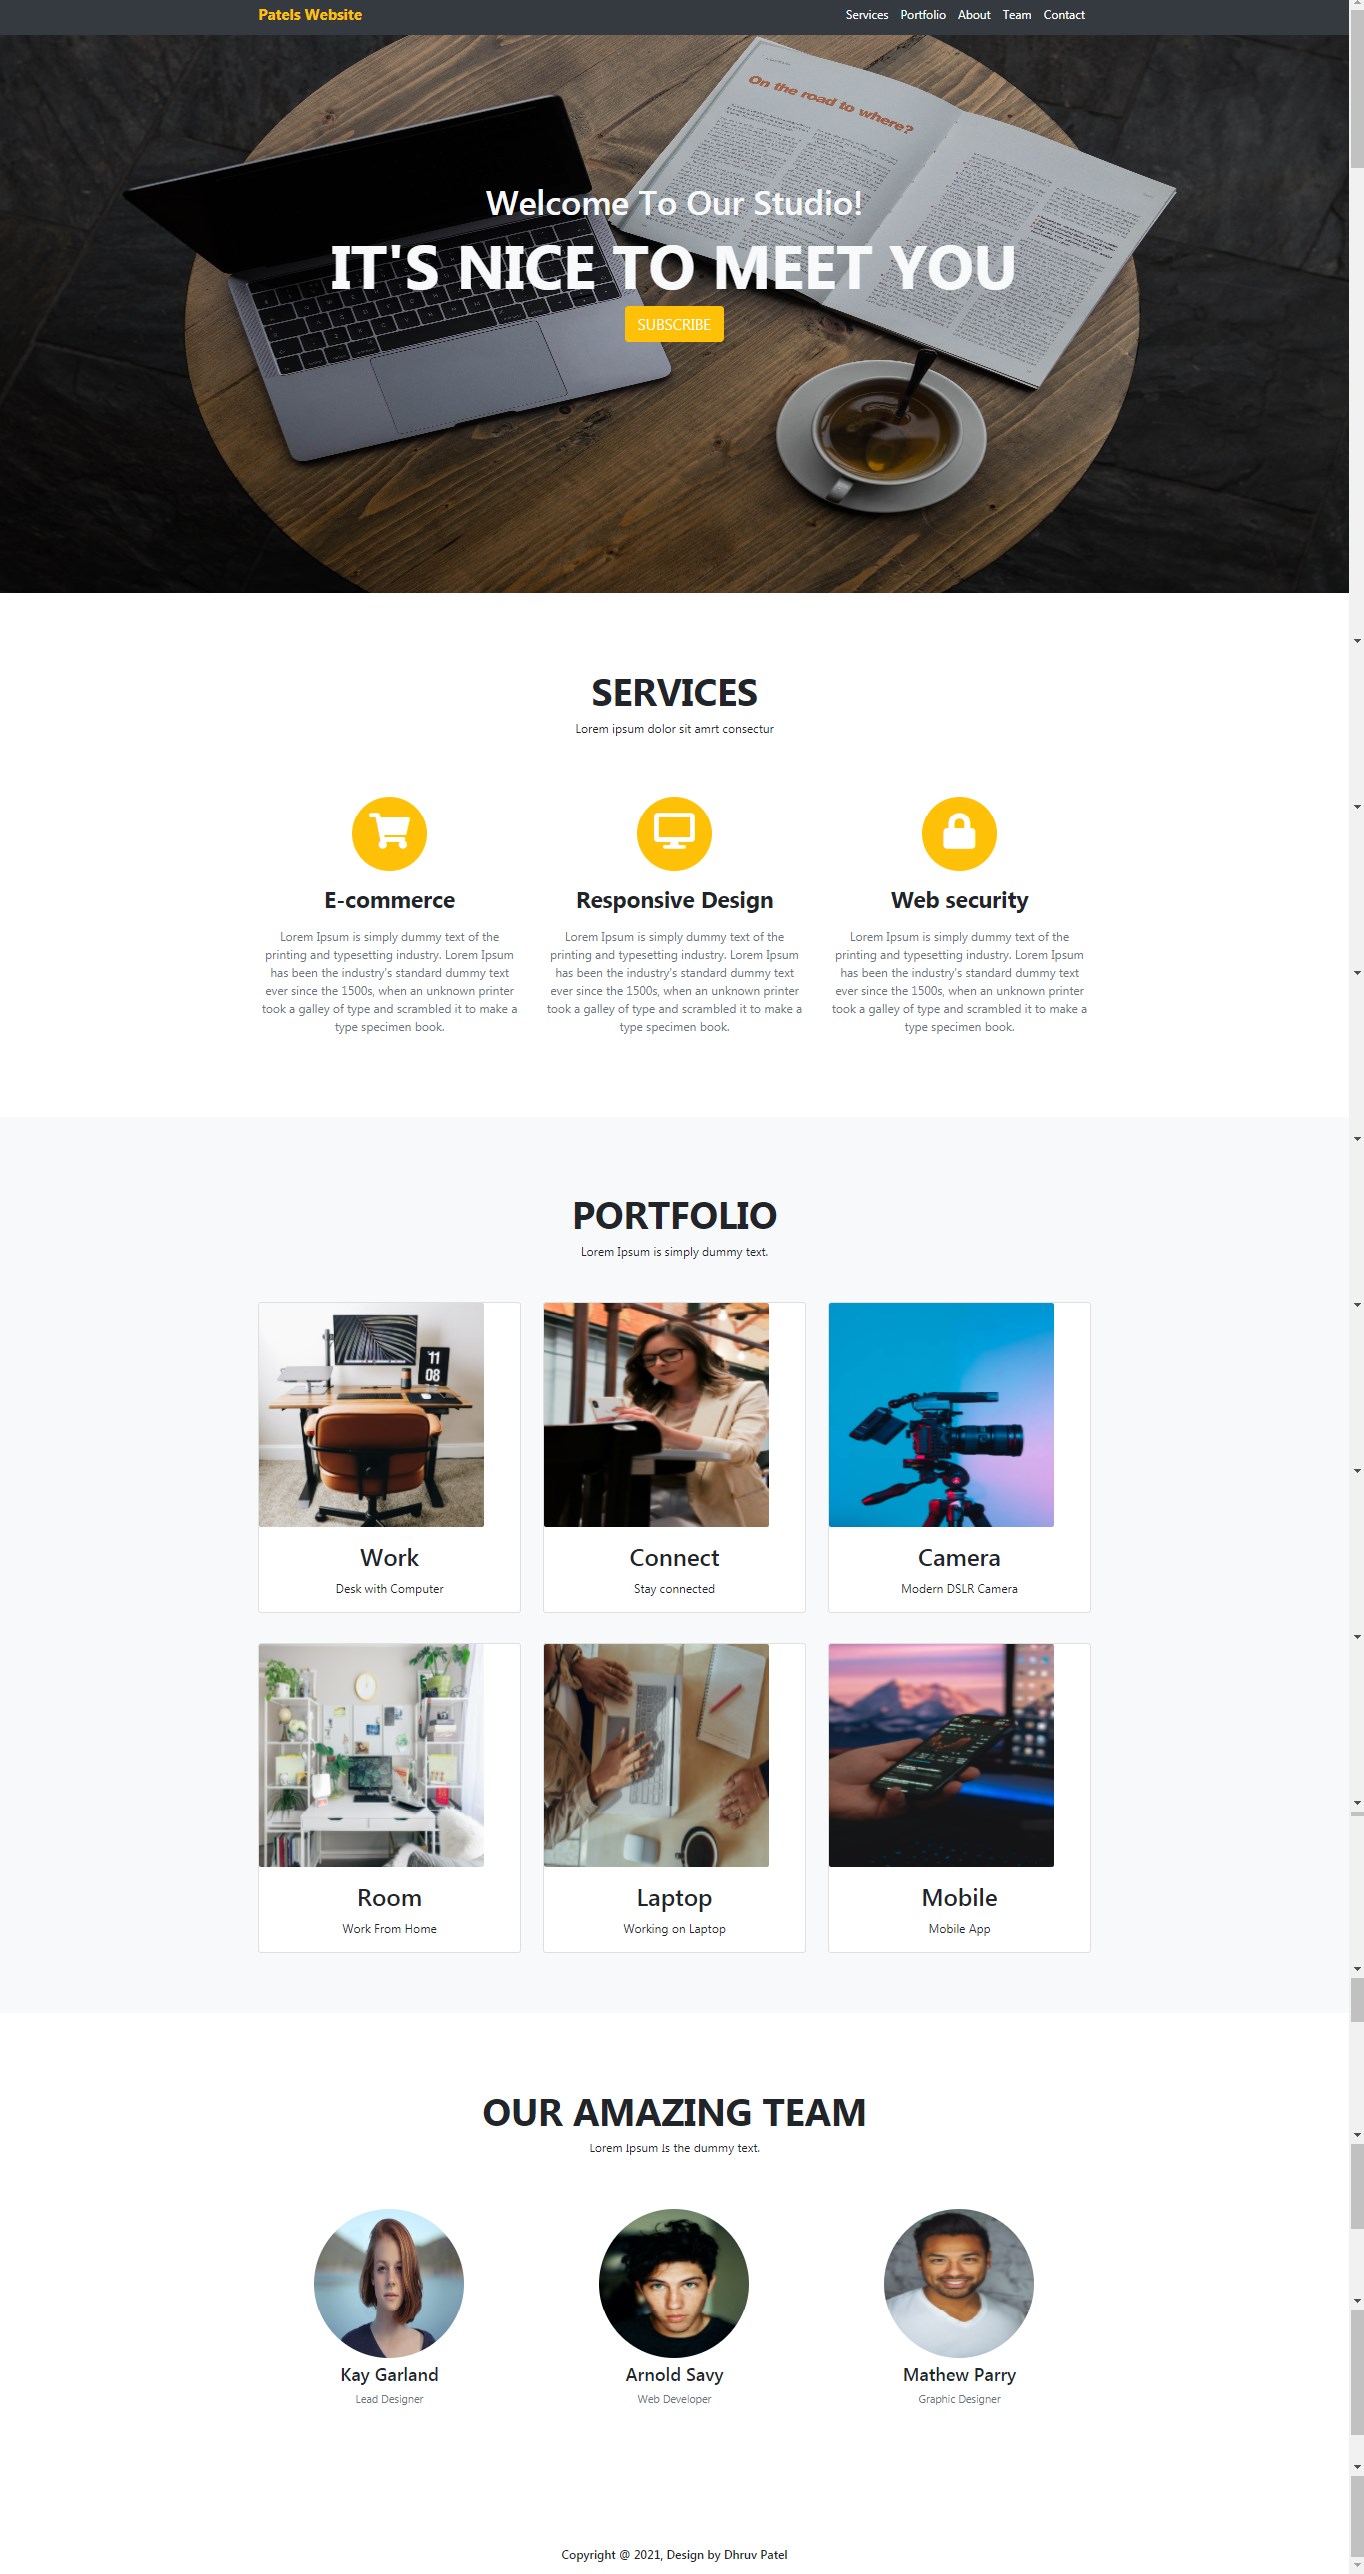 Patels Website
Services Portfolio About Team Contact
On the road to where?
Welcome To Our Studio!
IT'S NICE TO MEET YOU
SUBSCRIBE
SERVICES
Lorem ipsum dolor sit amrt consectur
E-commerce
Lorem Ipsum is simply dummy text of the
printing and typesetting industry. Lorem Ipsum
has been the industry's standard dummy text
ever since the 1500s, when an unknown printer
took a galley of type and scrambled it to make a
type specimen book.
Responsive Design
Lorem Ipsum is simply dummy text of the
printing and typesetting industry. Lorem Ipsum
has been the industry's standard dummy text
ever since the 1500s, when an unknown printer
took a galley of type and scrambled it to make a
type specimen book.
Web security
Lorem Ipsum is simply dummy text of the
printing and typesetting industry. Lorem Ipsum
has been the industry's standard dummy text
ever since the 1500s, when an unknown printer
took a galley of type and scrambled it to make a
type specimen book.
PORTFOLIO
Lorem Ipsum is simply dummy text.
11
08
Work
Desk with Computer
Connect
Stay connected
Camera
Modern DSLR Camera
Room
Work From Home
Laptop
Working on Laptop
Mobile
Mobile App
OUR AMAZING TEAM
Lorem Ipsum Is the dummy text.
Kay Garland
Lead Designer
Arnold Savy
Web Developer
Mathew Parry
Graphic Designer
Copyright @ 2021, Design by Dhruv Patel